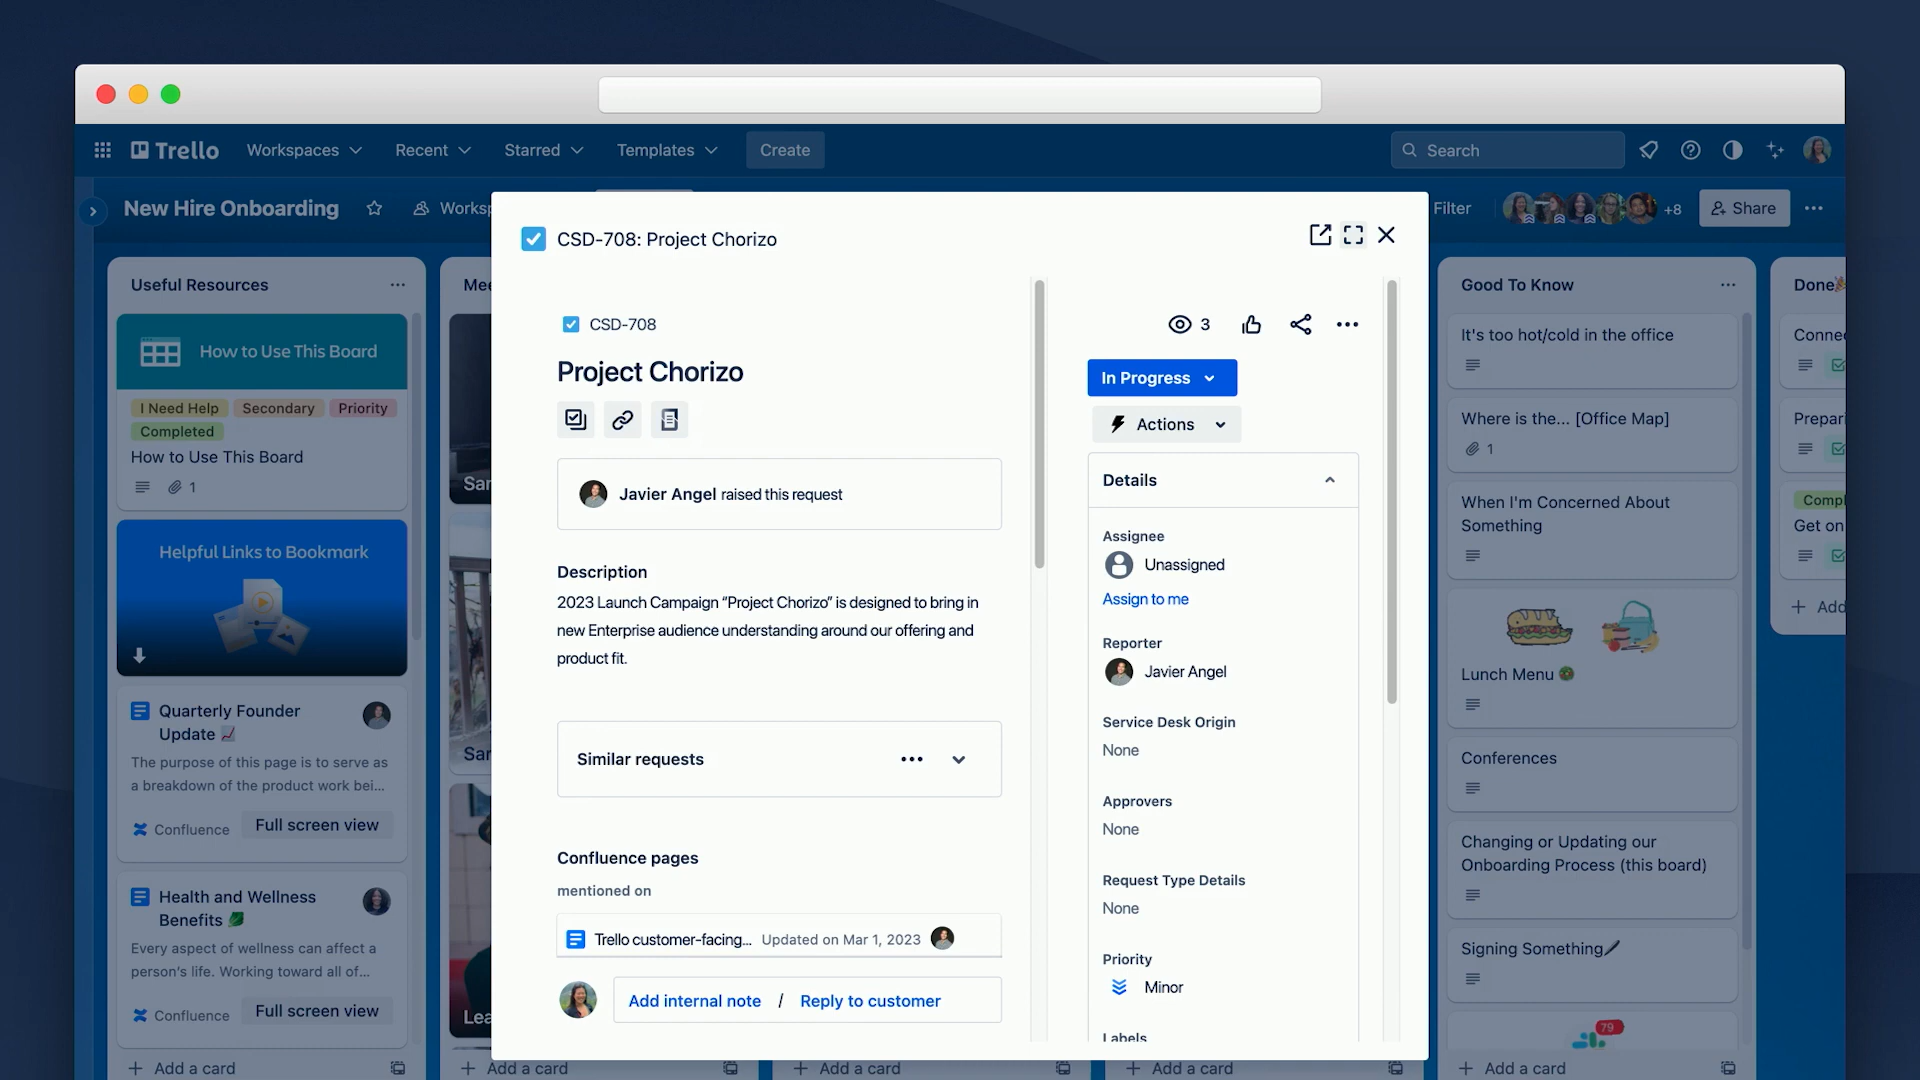 Trello
Workspaces
Recent
Starred
Templates
Create
Search
New Hire Onboarding
Filter
+8
Share
Useful Resources
How to Use This Board
I Need Help
Secondary
Priority
Completed
How to Use This Board
1
Helpful Links to Bookmark
Quarterly Founder
Update
The purpose of this page is to serve as
a breakdown of the product work bei...
Confluence
Full screen view
Health and Wellness
Benefits
Every aspect of wellness can affect a
person's life. Working toward all of...
Confluence
Full screen view
Add a card
Add a card
Add a card
Add a card
CSD-708: Project Chorizo
CSD-708
Project Chorizo
Javier Angel raised this request
Description
2023 Launch Campaign “Project Chorizo” is designed to bring in
new Enterprise audience understanding around our offering and
product fit.
Similar requests
Confluence pages
mentioned on
Trello customer-facing...
Updated on Mar 1, 2023
Add internal note / Reply to customer
3
In Progress
Actions
Details
Assignee
Unassigned
Assign to me
Reporter
Javier Angel
Service Desk Origin
None
Approvers
None
Request Type Details
None
Priority
Minor
Labels
Good To Know
It's too hot/cold in the office
Where is the... [Office Map]
1
When I'm Concerned About
Something
Lunch Menu
Conferences
Changing or Updating our
Onboarding Process (this board)
Signing Something
79
Add a card
Done
Get on
Add